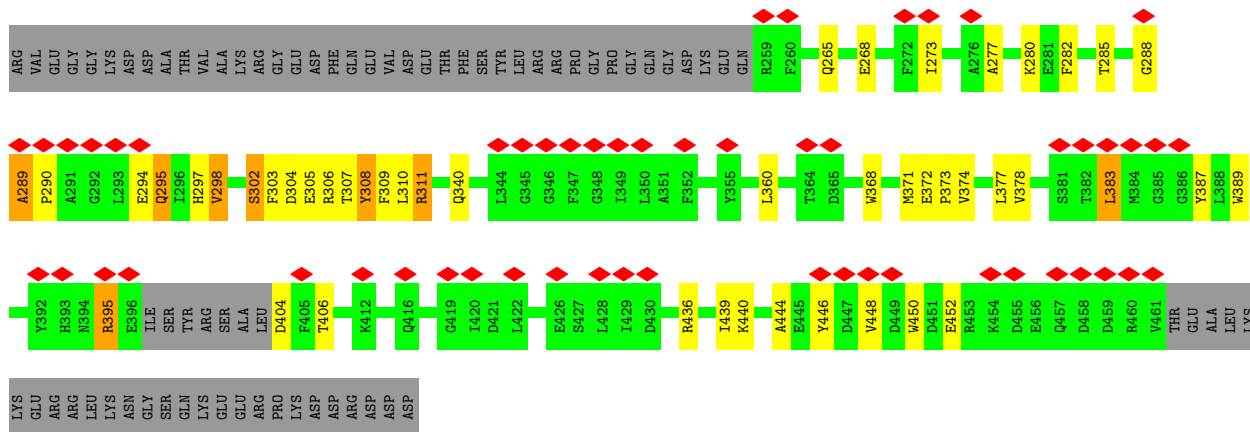 ARG VAL GLU GLY GLY LYS ASP ASP ALA THR VAL ALA LYS ARG GLY GLU ASP PHE GLN GLU VAL ASP GLU THR PHE SER TYR LEU ARG ARG PRO GLY PRO GLY GLN GLY ASP LYS GLU GLN R259 F260 Q265 E268 F272 I273 A276 A277 K280 E281 F282 T285 G288
A289 P290 A291 G292 L293 E294 Q295 I296 H297 V298 S302 F303 D304 E305 R306 T307 Y308 F309 L310 R311 Q340 L344 G345 G346 F347 G348 I349 L350 A351 F352 Y355 L360 T364 D365 W368 M371 E372 P373 V374 L377 V378 S381 T382 L383 M384 G385 G386 Y387 L388 W389
Y392 H393 N394 R395 E396 ILE SER TYR ARG SER ALA LEU D404 F405 T406 K412 Q416 G419 I420 D421 L422 E426 S427 L428 I429 D430 R436 I439 K440 A444 E445 Y446 D447 V448 D449 W450 D451 E452 R453 K454 D455 E456 Q457 D458 D459 R460 V461 THR GLU ALA LEU LYS
LYS GLU ARG ARG LEU LYS ASN GLY SER GLN LYS GLU GLU ARG PRO LYS ASP ASP ARG ASP ASP ASP